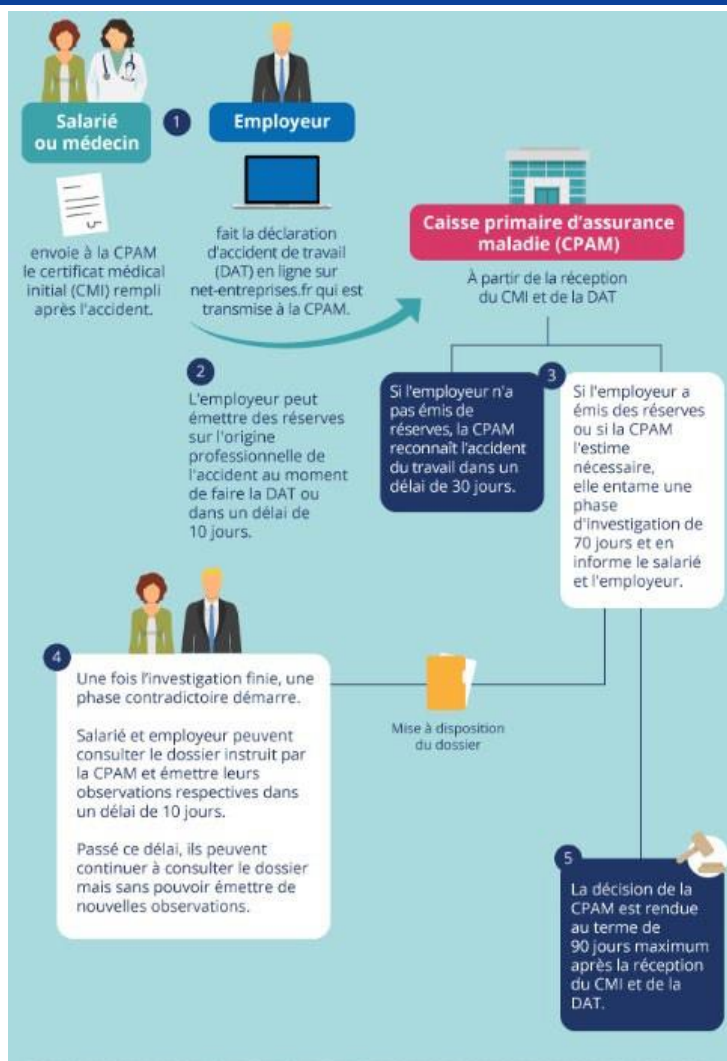 Salarié
ou médecin
1
Employeur
envoie à la CPAM
le certificat médical
initial (CMI) rempli
après l'accident.
fait la déclaration
d'accident de travail
(DAT) en ligne sur
net-entreprises.fr qui est
transmise à la CPAM.
Caisse primaire d'assurance
maladie (CPAM)
À partir de la réception
du CMI et de la DAT
2
L'employeur peut
émettre des réserves
sur l'origine
professionnelle de
l'accident au moment
de faire la DAT ou
dans un délai de
10 jours.
Si l'employeur n'a
pas émis de
réserves, la CPAM
reconnaît l'accident
du travail dans un
délai de 30 jours.
3
Si l'employeur a
émis des réserves
ou si la CPAM
l'estime
nécessaire,
elle entame une
phase
d'investigation de
70 jours et en
informe le salarié
et l'employeur.
4
Une fois l'investigation finie, une
phase contradictoire démarre.
Salarié et employeur peuvent
consulter le dossier instruit par
la CPAM et émettre leurs
observations respectives dans
un délai de 10 jours.
Passé ce délai, ils peuvent
continuer à consulter le dossier
mais sans pouvoir émettre de
nouvelles observations.
Mise à disposition
du dossier
5
La décision de la
CPAM est rendue
au terme de
90 jours maximum
après la réception
du CMI et de la
DAT.